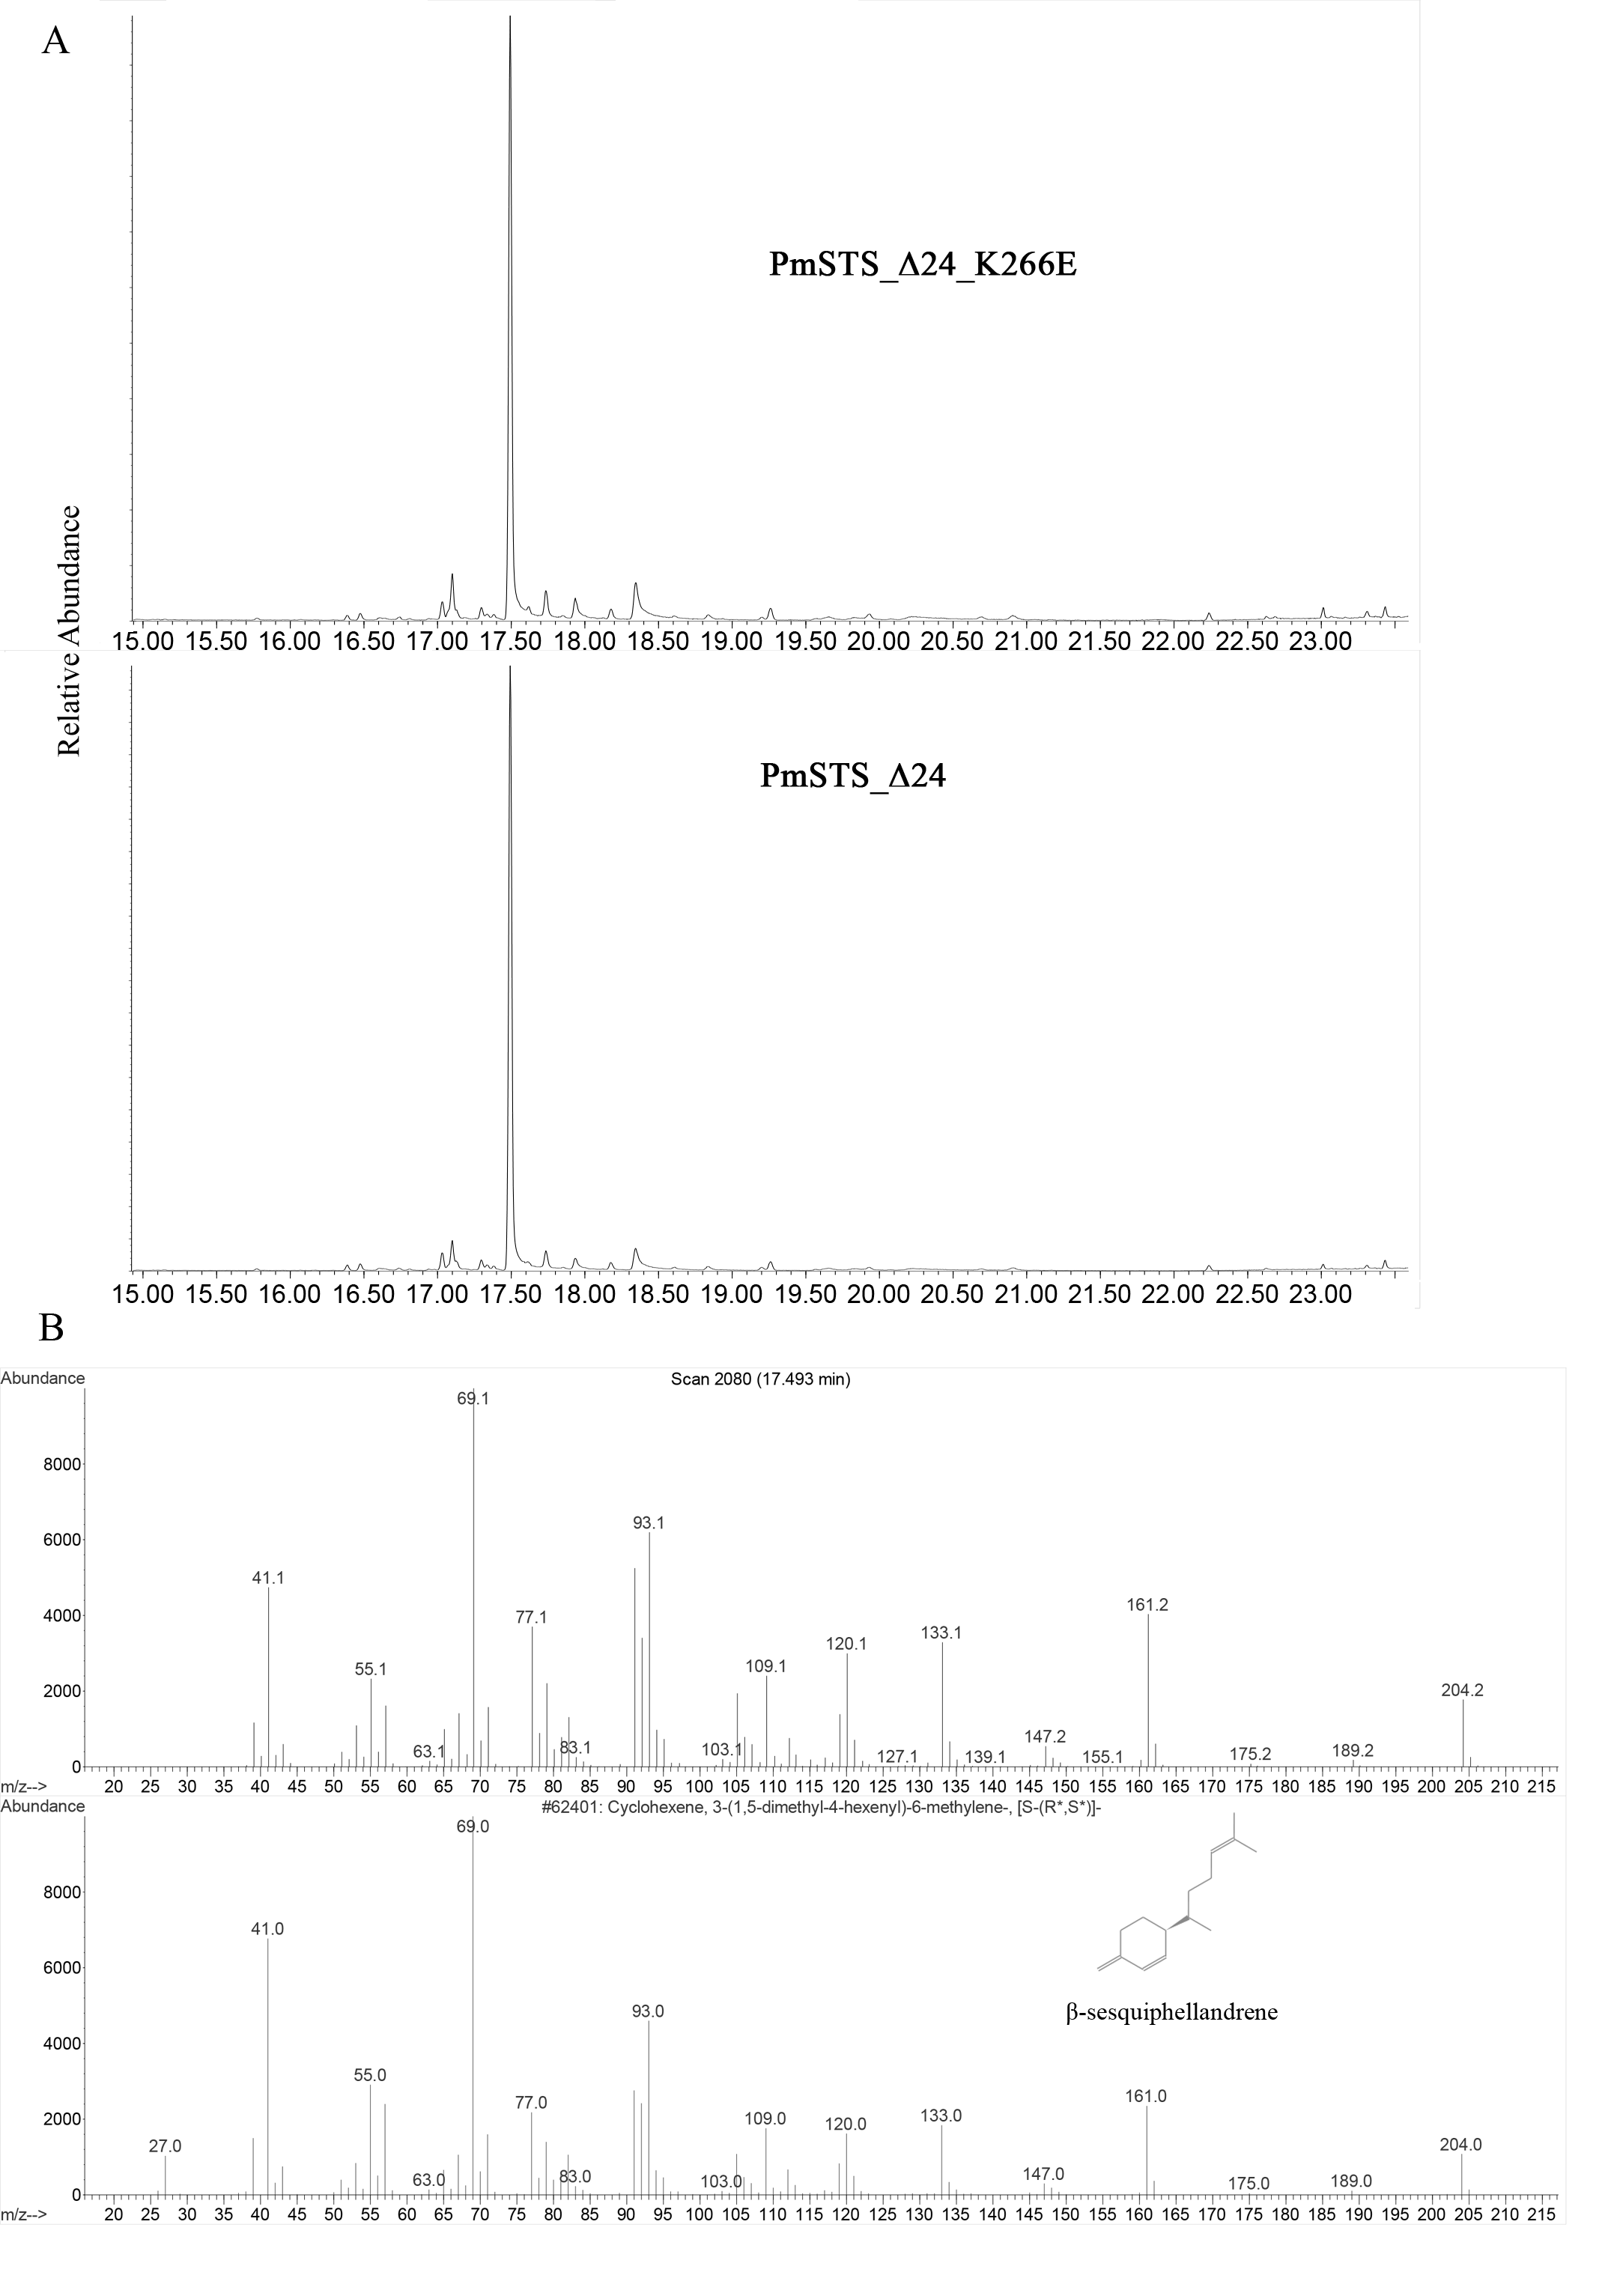 A
PmSTS_Δ24_K266E
Relative Abundance
15.00 15.50 16.00 16.50 17.00 17.50 18.00 18.50 19.00 19.50 20.00 20.50 21.00 21.50 22.00 22.50 23.00
PmSTS_Δ24
15.00 15.50 16.00 16.50 17.00 17.50 18.00 18.50 19.00 19.50 20.00 20.50 21.00 21.50 22.00 22.50 23.00
B
Abundance
Scan 2080 (17.493 min)
69.1
8000
6000
93.1
41.1
4000
161.2
77.1
133.1
120.1
109.1
55.1
2000
204.2
147.2
63.1 83.1 103.1 127.1 139.1 155.1 175.2 189.2
0
m/z-->
20 25 30 35 40 45 50 55 60 65 70 75 80 85 90 95 100 105 110 115 120 125 130 135 140 145 150 155 160 165 170 175 180 185 190 195 200 205 210 215
Abundance
#62401: Cyclohexene, 3-(1,5-dimethyl-4-hexenyl)-6-methylene-, [S-(R*,S*)]-
69.0
8000
41.0
6000
93.0
β-sesquiphellandrene
4000
55.0
77.0
161.0
2000
109.0 120.0 133.0
27.0
204.0
63.0 83.0 103.0 147.0 175.0 189.0
0
m/z-->
20 25 30 35 40 45 50 55 60 65 70 75 80 85 90 95 100 105 110 115 120 125 130 135 140 145 150 155 160 165 170 175 180 185 190 195 200 205 210 215